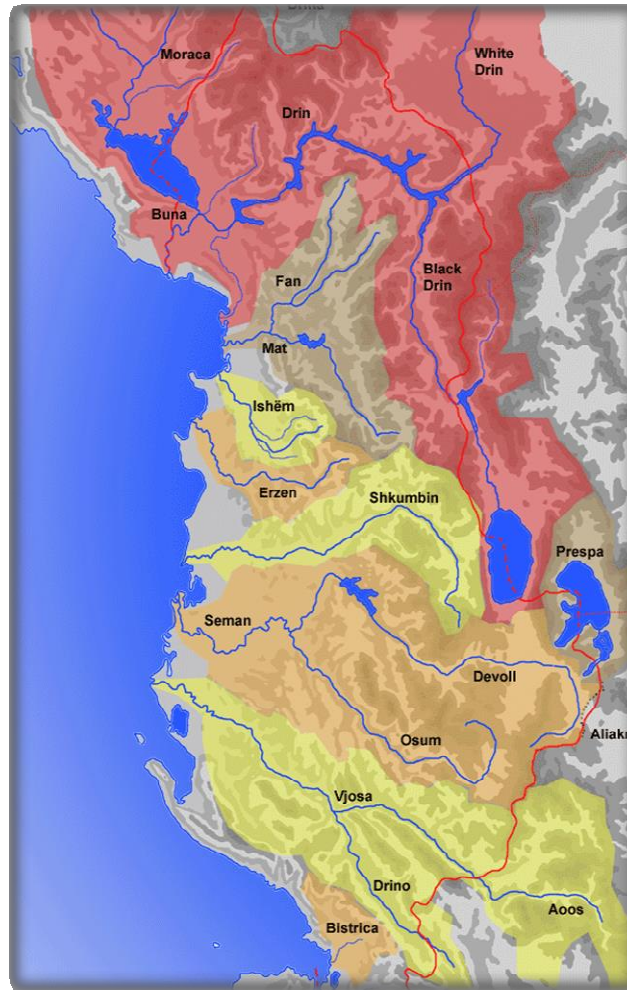 Moraca
White
Drin
Drin
Buna
Black
Drin
Fan
Mat
Ishëm
Erzen
Shkumbin
Prespa
Seman
Devoll
Osum
Aliakm
Vjosa
Drino
Aoos
Bistrica